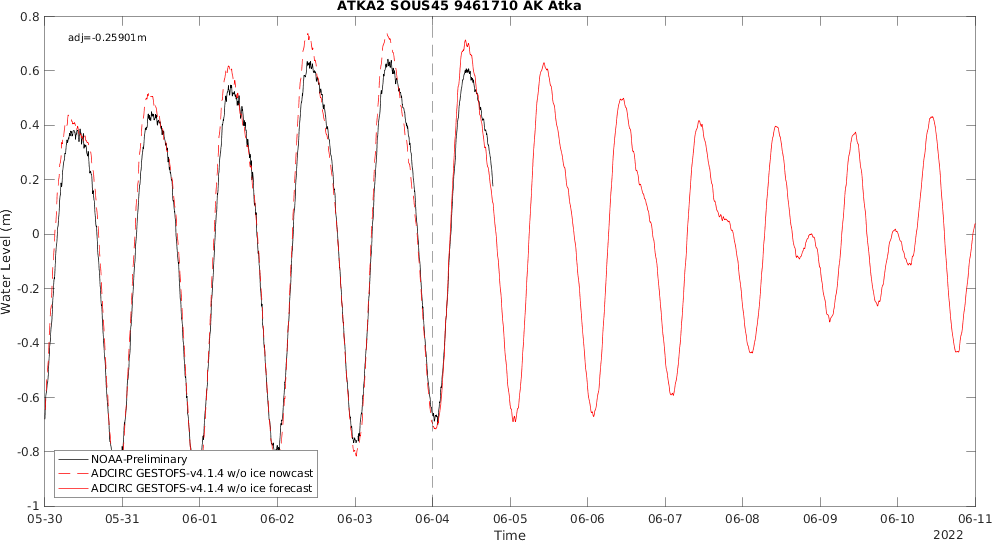 ATKA2 SOUS45 9461710 AK Atka
adj=-0.25901m
0.8
0.6
0.4
0.2
0
-0.2
-0.4
-0.6
-0.8
-1
Water Level (m)
NOAA-Preliminary
ADCIRC GESTOFS-v4.1.4 w/o ice nowcast
ADCIRC GESTOFS-v4.1.4 w/o ice forecast
05-30 05-31 06-01 06-02 06-03 06-04 06-05 06-06 06-07 06-08 06-09 06-10 06-11
Time
2022